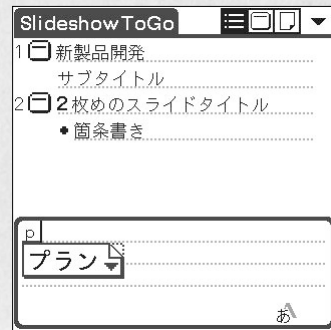 SlideshowToGo
1 新製品開発
サブタイトル
2 2枚めのスライドタイトル
•箇条書き
p
プラン
あA